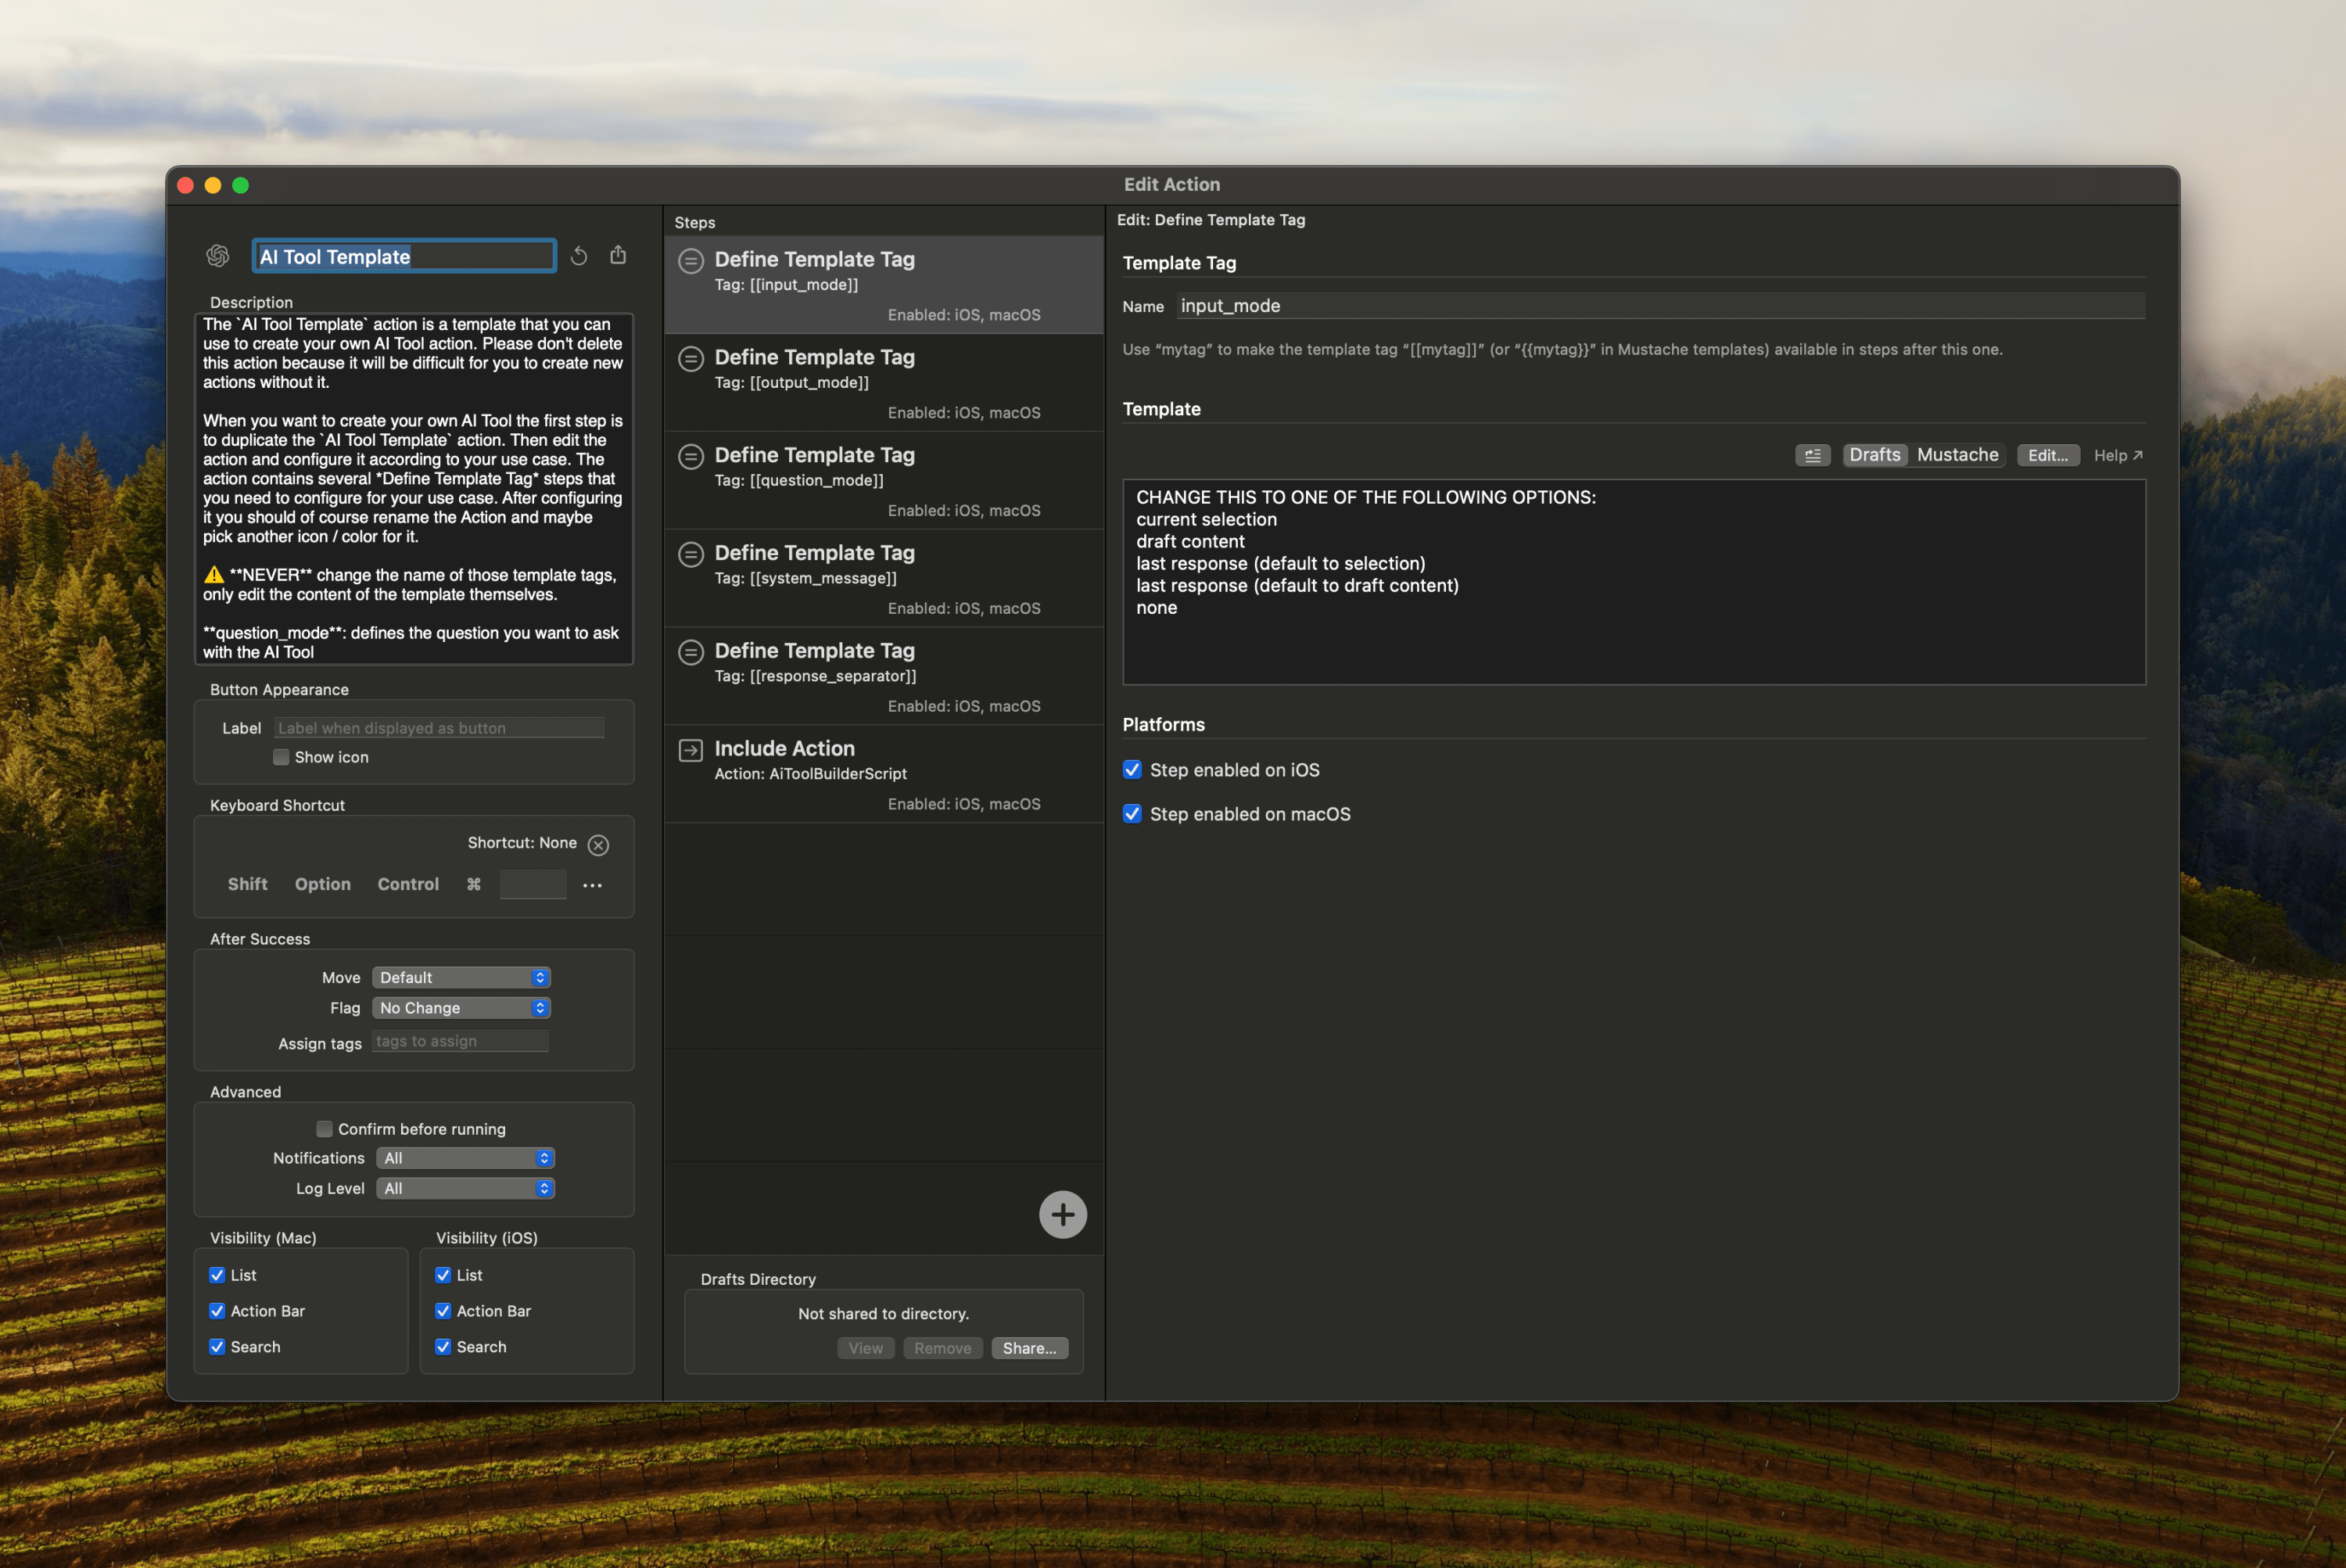 Edit Action
AI Tool Template
Description
The `AI Tool Template` action is a template that you can
use to create your own AI Tool action. Please don't delete
this action because it will be difficult for you to create new
actions without it.
When you want to create your own AI Tool the first step is
to duplicate the `AI Tool Template` action. Then edit the
action and configure it according to your use case. The
action contains several *Define Template Tag* steps that
you need to configure for your use case. After configuring
it you should of course rename the Action and maybe
pick another icon / color for it.
⚠️ **NEVER** change the name of those template tags,
only edit the content of the template themselves.
**question_mode**: defines the question you want to ask
with the AI Tool
Button Appearance
Label Label when displayed as button
Show icon
Keyboard Shortcut
Shortcut: None
Shift Option Control ⌘ ...
After Success
Move Default
Flag No Change
Assign tags tags to assign
Advanced
Confirm before running
Notifications All
Log Level All
Visibility (Mac)
List
Action Bar
Search
Visibility (iOS)
List
Action Bar
Search
Steps
Define Template Tag
Tag: [[input_mode]]
Enabled: iOS, macOS
Define Template Tag
Tag: [[output_mode]]
Enabled: iOS, macOS
Define Template Tag
Tag: [[question_mode]]
Enabled: iOS, macOS
Define Template Tag
Tag: [[system_message]]
Enabled: iOS, macOS
Define Template Tag
Tag: [[response_separator]]
Enabled: iOS, macOS
Include Action
Action: AiToolBuilderScript
Enabled: iOS, macOS
Drafts Directory
Not shared to directory.
View Remove Share...
Edit: Define Template Tag
Template Tag
Name input_mode
Use “mytag” to make the template tag “[[mytag]]” (or “{{mytag}}” in Mustache templates) available in steps after this one.
Template
Drafts Mustache Edit... Help ↗
CHANGE THIS TO ONE OF THE FOLLOWING OPTIONS:
current selection
draft content
last response (default to selection)
last response (default to draft content)
none
Platforms
Step enabled on iOS
Step enabled on macOS